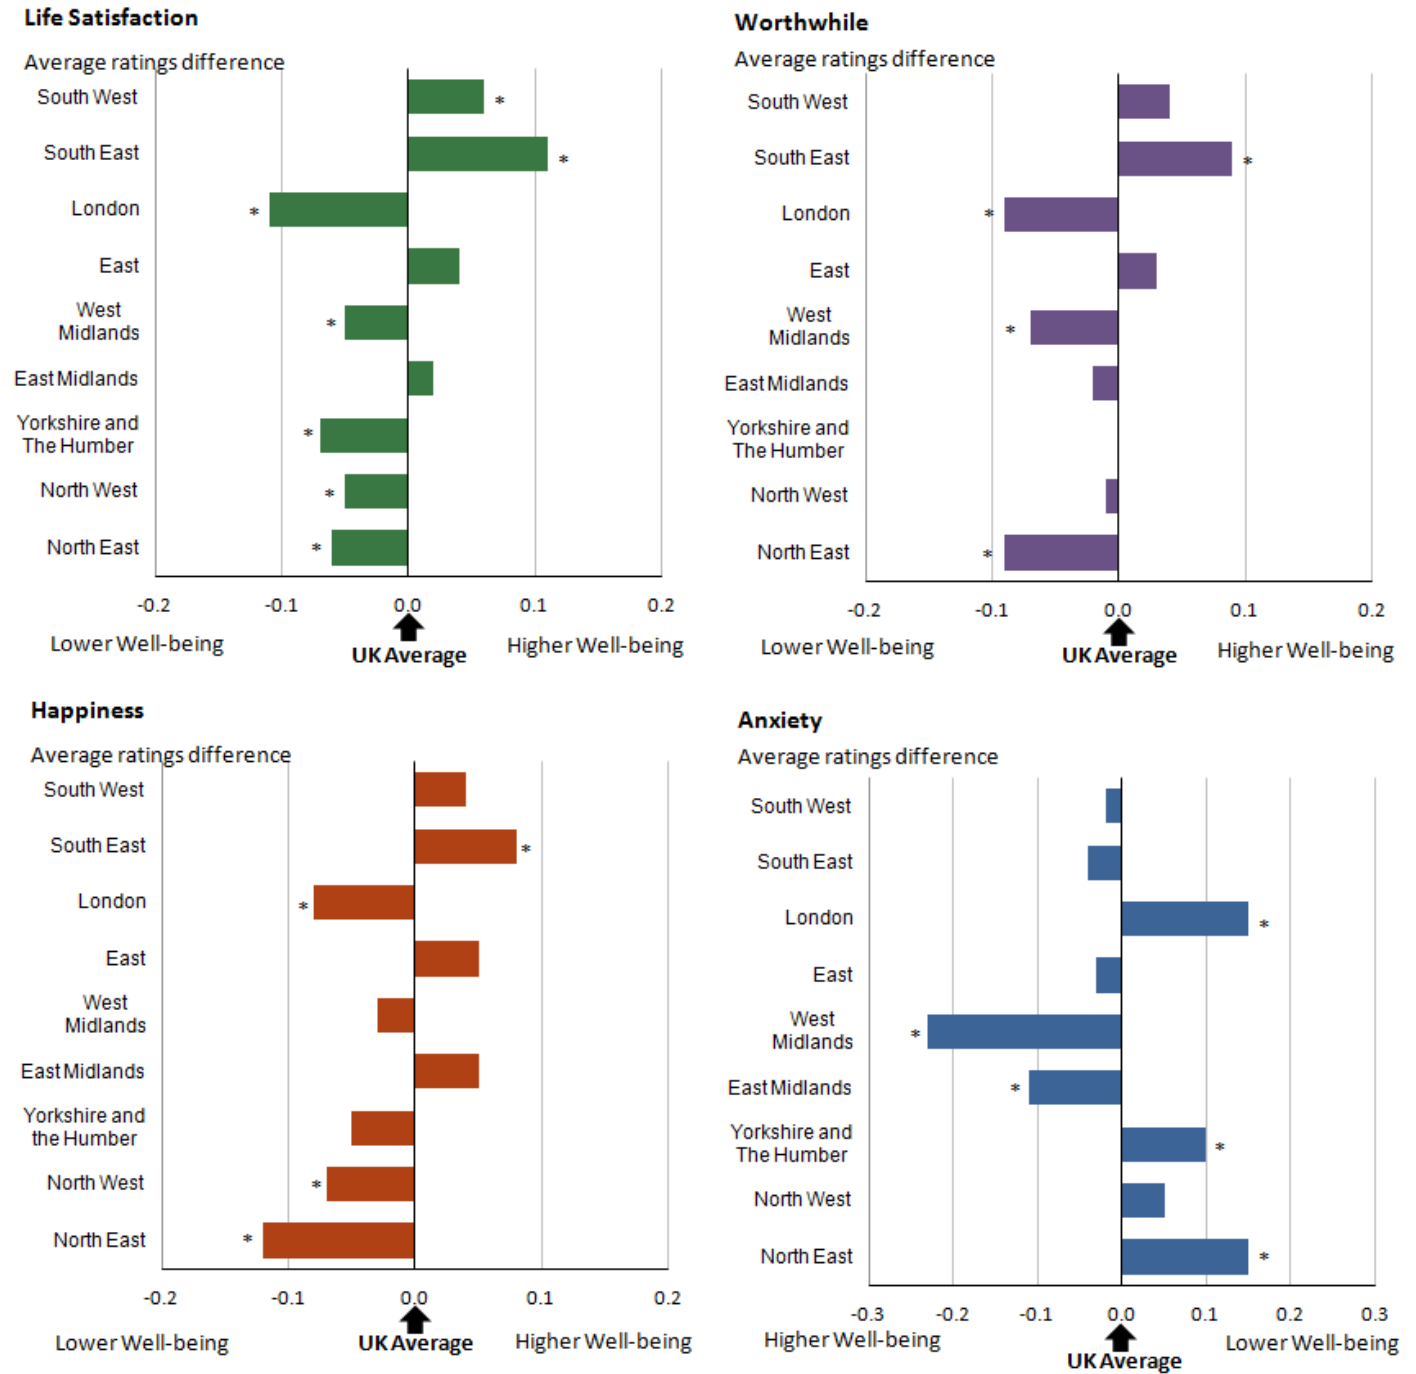 Life Satisfaction
Average ratings difference
South West
*
South East
*
London
*
East
West
Midlands
*
East Midlands
Yorkshire and
The Humber
*
North West
*
North East
*
-0.2 -0.1 0.0 0.1 0.2
Lower Well-being
UK Average
Higher Well-being
Worthwhile
Average ratings difference
South West
South East
*
London
*
East
West
Midlands
*
East Midlands
Yorkshire and
The Humber
North West
North East
*
-0.2 -0.1 0.0 0.1 0.2
Lower Well-being
UK Average
Higher Well-being
Happiness
Average ratings difference
South West
South East
*
London
*
East
West
Midlands
East Midlands
Yorkshire and
the Humber
North West
*
North East
*
-0.2 -0.1 0.0 0.1 0.2
Lower Well-being
UK Average
Higher Well-being
Anxiety
Average ratings difference
South West
South East
London
*
East
West
Midlands
*
East Midlands
*
Yorkshire and
The Humber
*
North West
North East
*
-0.3 -0.2 -0.1 0.0 0.1 0.2 0.3
Higher Well-being
UK Average
Lower Well-being